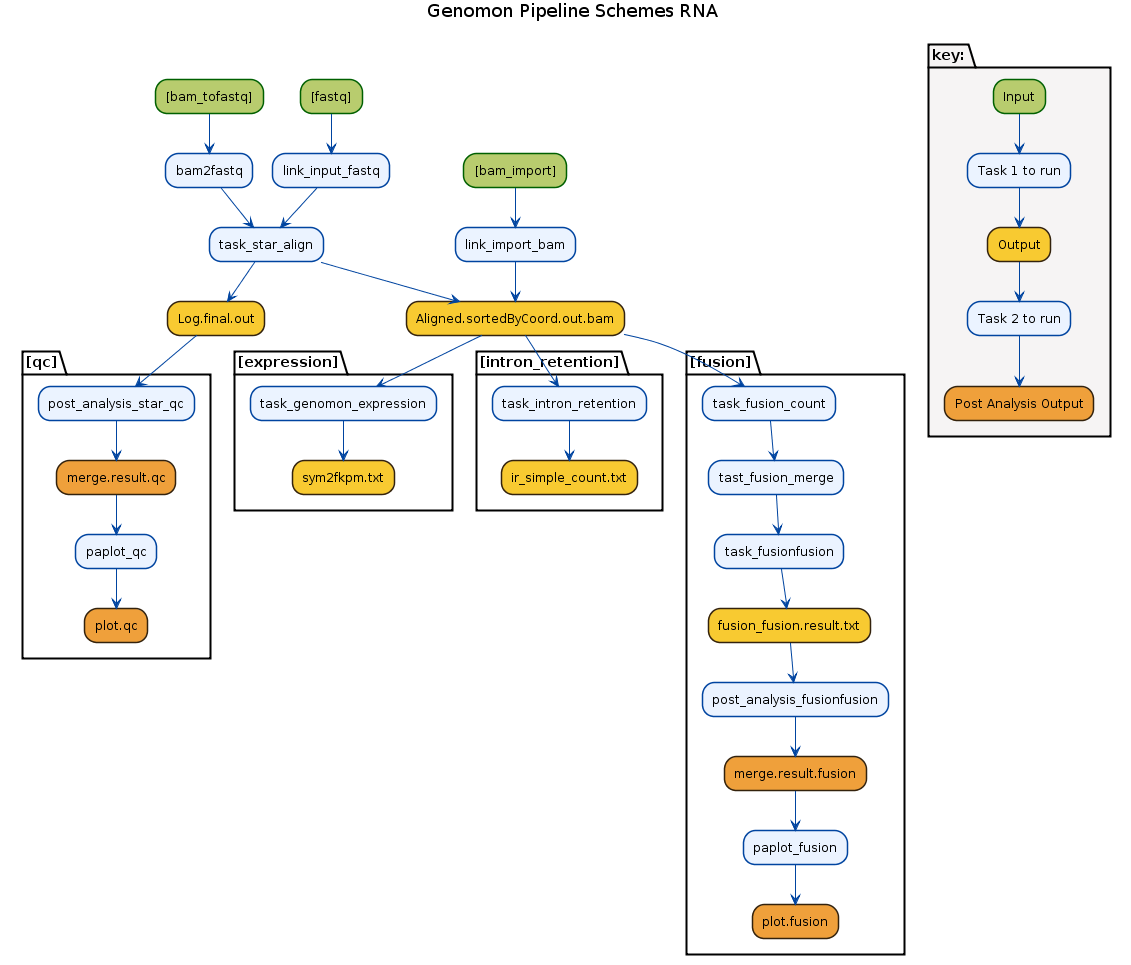 Genomon Pipeline Schemes RNA
key:
[bam_tofastq]
[fastq]
Input
bam2fastq
link_input_fastq
[bam_import]
Task 1 to run
task_star_align
link_import_bam
Output
Log.final.out
Aligned.sortedByCoord.out.bam
Task 2 to run
[qc]
[expression]
[intron_retention]
[fusion]
post_analysis_star_qc
task_genomon_expression
task_intron_retention
task_fusion_count
Post Analysis Output
merge.result.qc
sym2fkpm.txt
ir_simple_count.txt
tast_fusion_merge
paplot_qc
task_fusionfusion
plot.qc
fusion_fusion.result.txt
post_analysis_fusionfusion
merge.result.fusion
paplot_fusion
plot.fusion